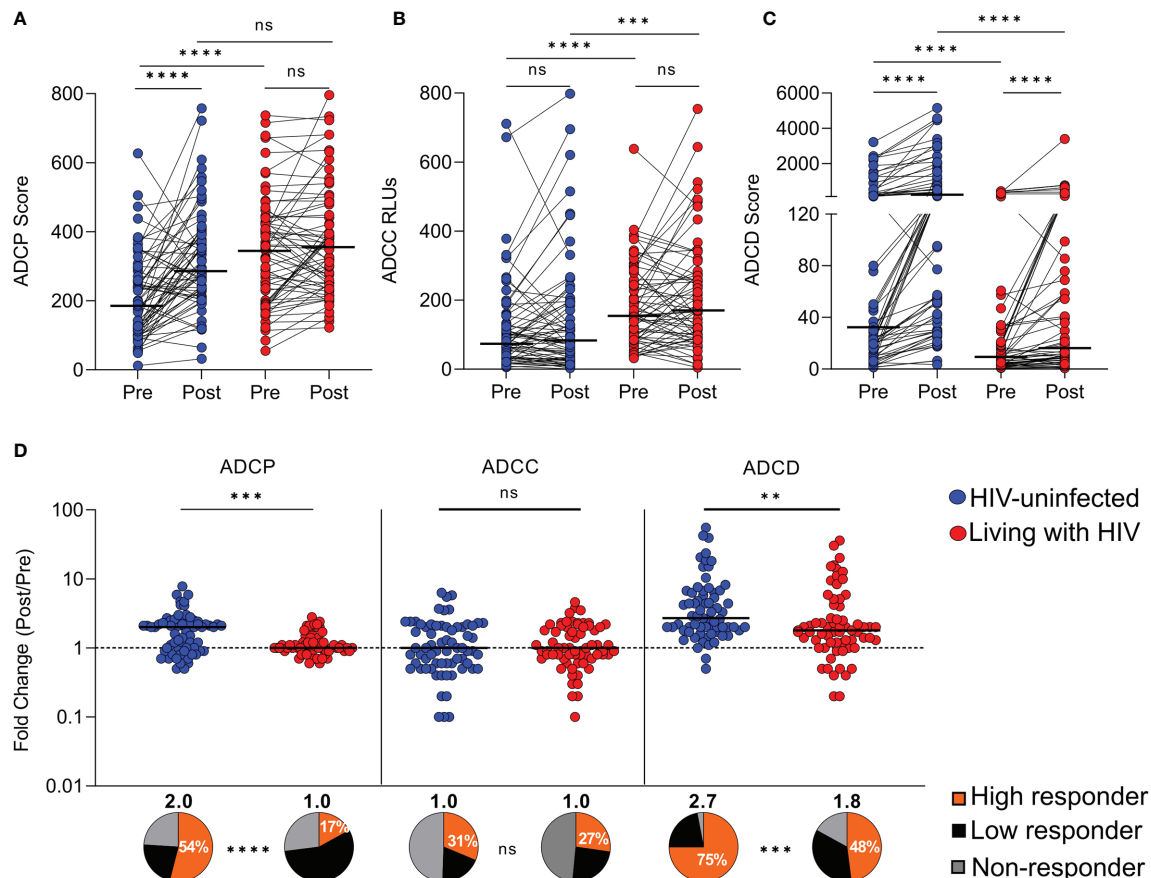 A
B
C
ns
****
****
ns
800
600
400
200
0
ADCP Score
Pre
Post
Pre
Post
***
****
ns
ns
800
600
400
200
0
ADCC RLUs
Pre
Post
Pre
Post
****
****
****
****
6000
4000
2000
120
80
40
0
ADCD Score
Pre
Post
Pre
Post
D
ADCP
ADCC
ADCD
***
ns
**
100
10
1
0.1
0.01
Fold Change (Post/Pre)
HIV-uninfected
Living with HIV
2.0
1.0
1.0
1.0
2.7
1.8
54%
****
17%
31%
ns
27%
75%
***
48%
High responder
Low responder
Non-responder